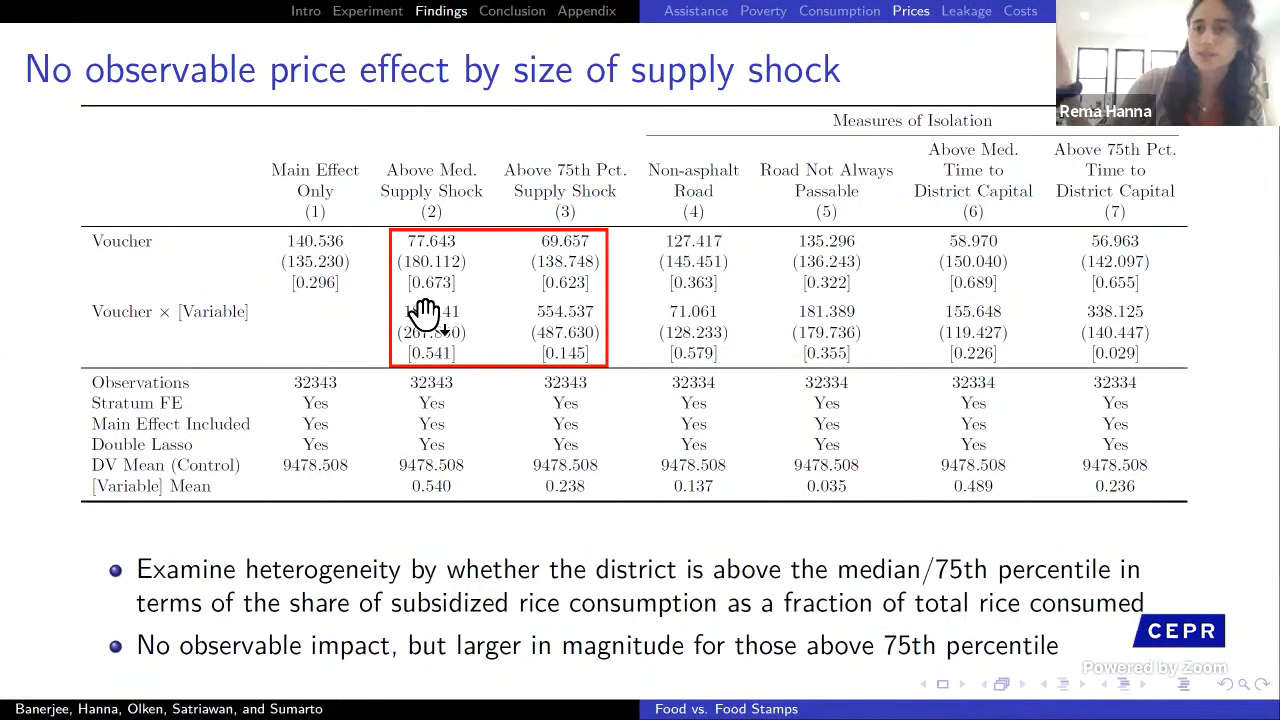 Intro Experiment Findings Conclusion Appendix
Assistance Poverty Consumption Prices Leakage Costs
No observable price effect by size of supply shock
Rema Hanna
Measures of Isolation
Main Effect Only (1) Above Med. Supply Shock (2) Above 75th Pct. Supply Shock (3) Non-asphalt Road (4) Road Not Always Passable (5) Above Med. Time to District Capital (6) Above 75th Pct. Time to District Capital (7)
Voucher 140.536 77.643 69.657 127.417 135.296 58.970 56.963
(135.230) (180.112) (138.748) (145.451) (136.243) (150.040) (142.097)
[0.296] [0.673] [0.623] [0.363] [0.322] [0.689] [0.655]
Voucher × [Variable] 554.537 71.061 181.389 155.648 338.125
(487.630) (128.233) (179.736) (119.427) (140.447)
[0.541] [0.145] [0.579] [0.355] [0.226] [0.029]
Observations 32343 32343 32343 32334 32334 32334 32334
Stratum FE Yes Yes Yes Yes Yes Yes Yes
Main Effect Included Yes Yes Yes Yes Yes Yes Yes
Double Lasso Yes Yes Yes Yes Yes Yes Yes
DV Mean (Control) 9478.508 9478.508 9478.508 9478.508 9478.508 9478.508 9478.508
[Variable] Mean 0.540 0.238 0.137 0.035 0.489 0.236
Examine heterogeneity by whether the district is above the median/75th percentile in
terms of the share of subsidized rice consumption as a fraction of total rice consumed
No observable impact, but larger in magnitude for those above 75th percentile
CEPR
Powered by Zoom
Banerjee, Hanna, Olken, Satriawan, and Sumarto
Food vs. Food Stamps